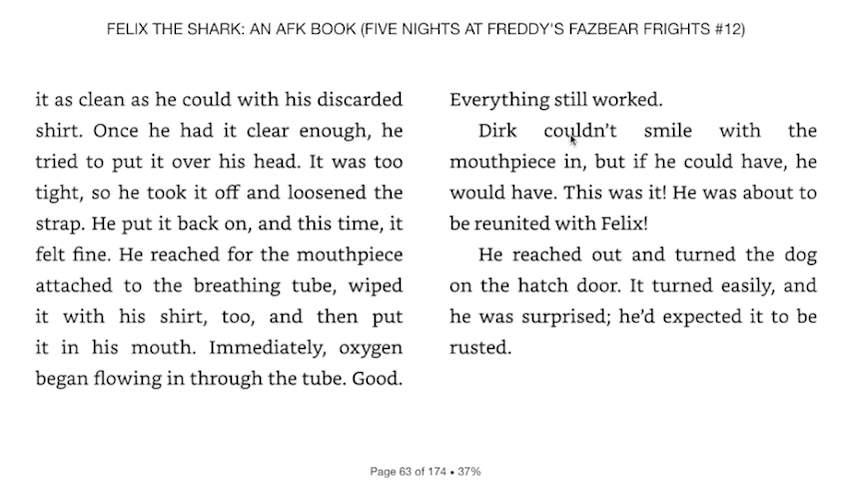 FELIX THE SHARK: AN AFK BOOK (FIVE NIGHTS AT FREDDY'S FAZBEAR FRIGHTS #12)
it as clean as he could with his discarded
shirt. Once he had it clear enough, he
tried to put it over his head. It was too
tight, so he took it off and loosened the
strap. He put it back on, and this time, it
felt fine. He reached for the mouthpiece
attached to the breathing tube, wiped
it with his shirt, too, and then put
it in his mouth. Immediately, oxygen
began flowing in through the tube. Good.
Everything still worked.
Dirk couldn't smile with the
mouthpiece in, but if he could have, he
would have. This was it! He was about to
be reunited with Felix!
He reached out and turned the dog
on the hatch door. It turned easily, and
he was surprised; he'd expected it to be
rusted.
Page 63 of 174 • 37%